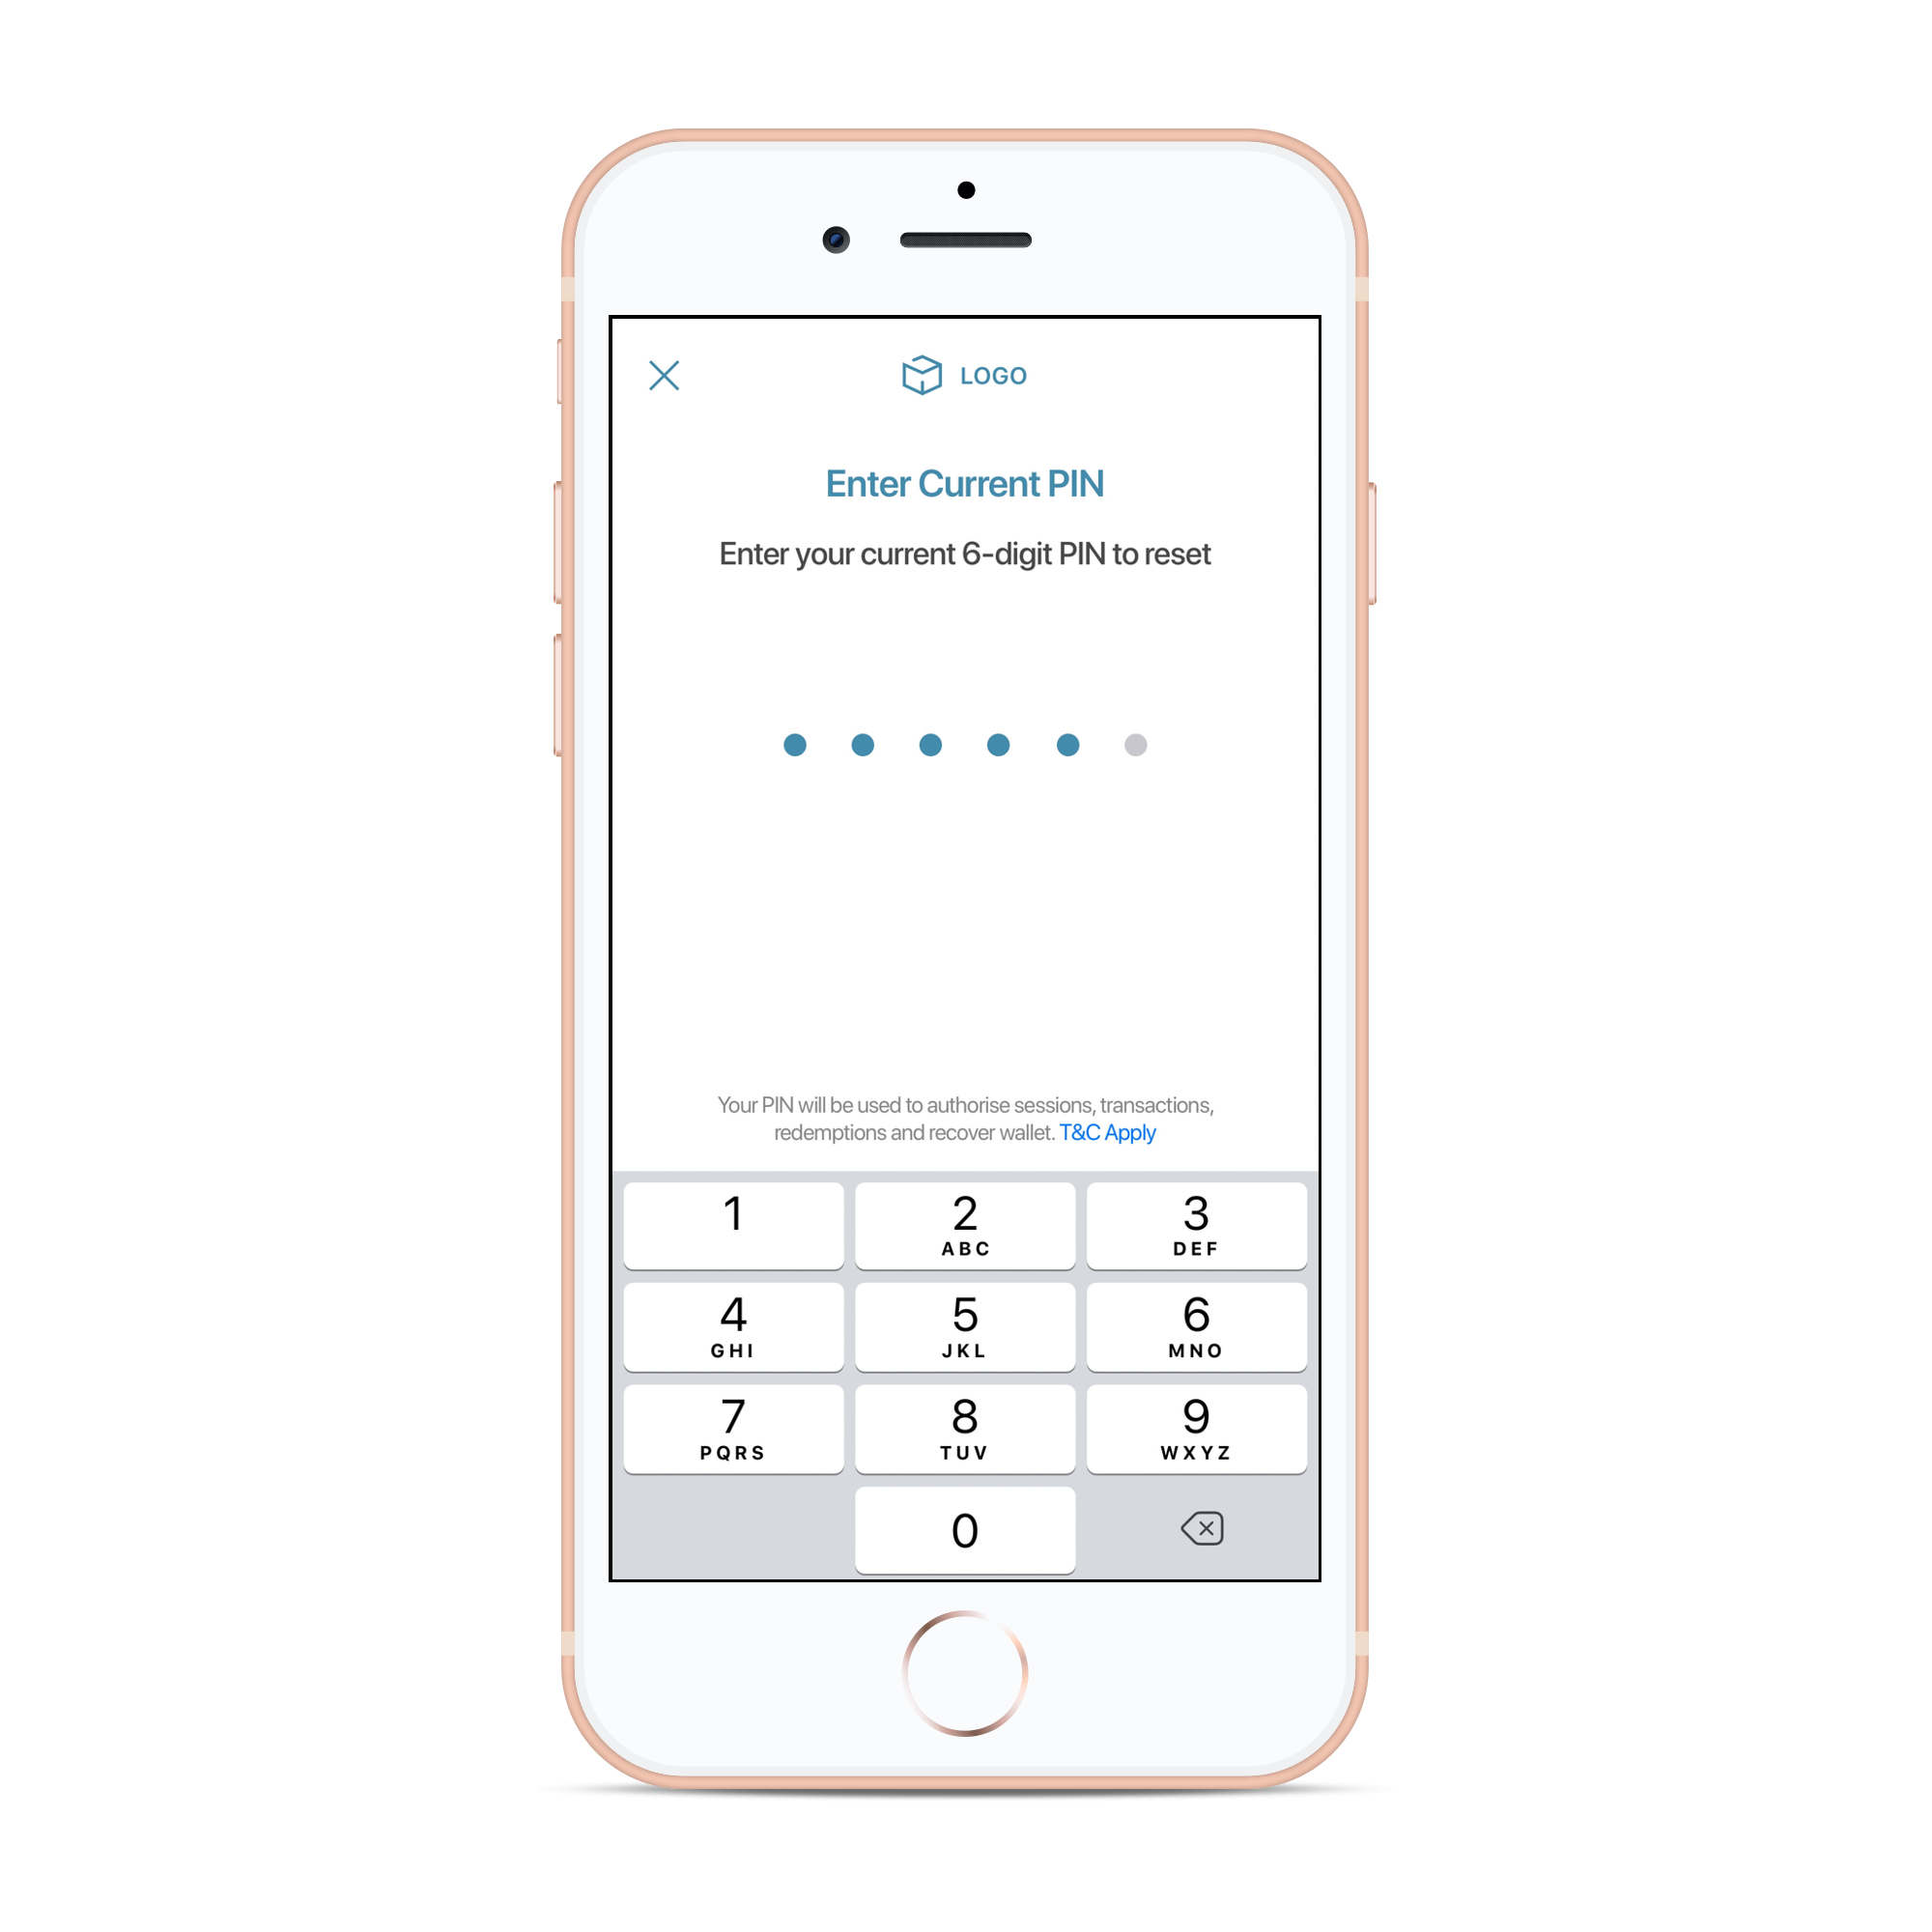 LOGO
Enter Current PIN
Enter your current 6-digit PIN to reset
Your PIN will be used to authorise sessions, transactions,
redemptions and recover wallet. T&C Apply
1 2 3
ABC DEF
4 5 6
GHI JKL MNO
7 8 9
PQRS TUV WXYZ
0